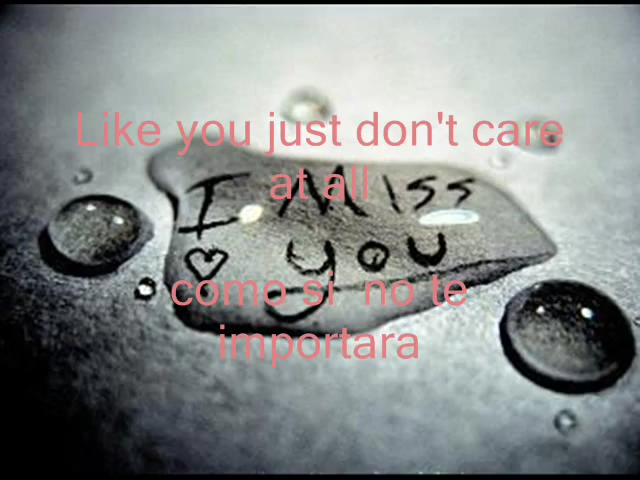 Like you just don't care
at all
I MISS
you
como si no te
importara